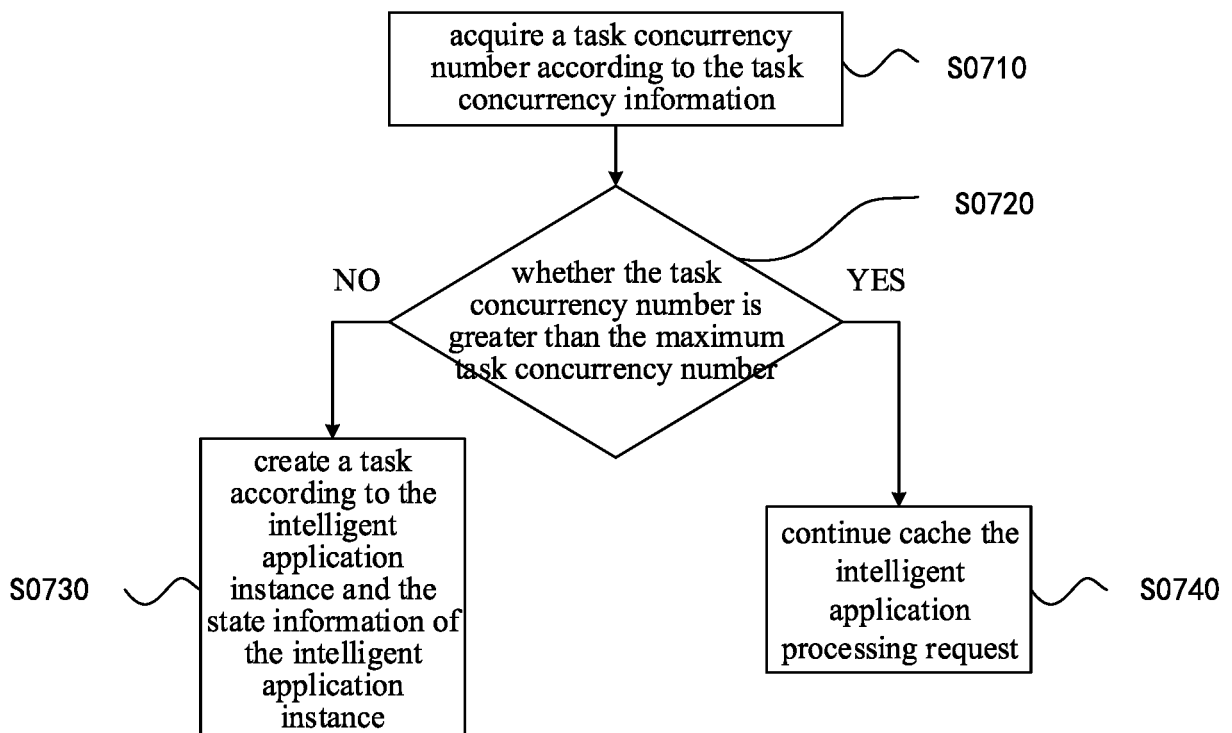 acquire a task concurrency
number according to the task
concurrency information
S0710
S0720
NO
YES
whether the task
concurrency number is
greater than the maximum
task concurrency number
create a task
according to the
intelligent
application
instance and the
state information of
the intelligent
application
instance
S0730
continue cache the
intelligent
application
processing request
S0740